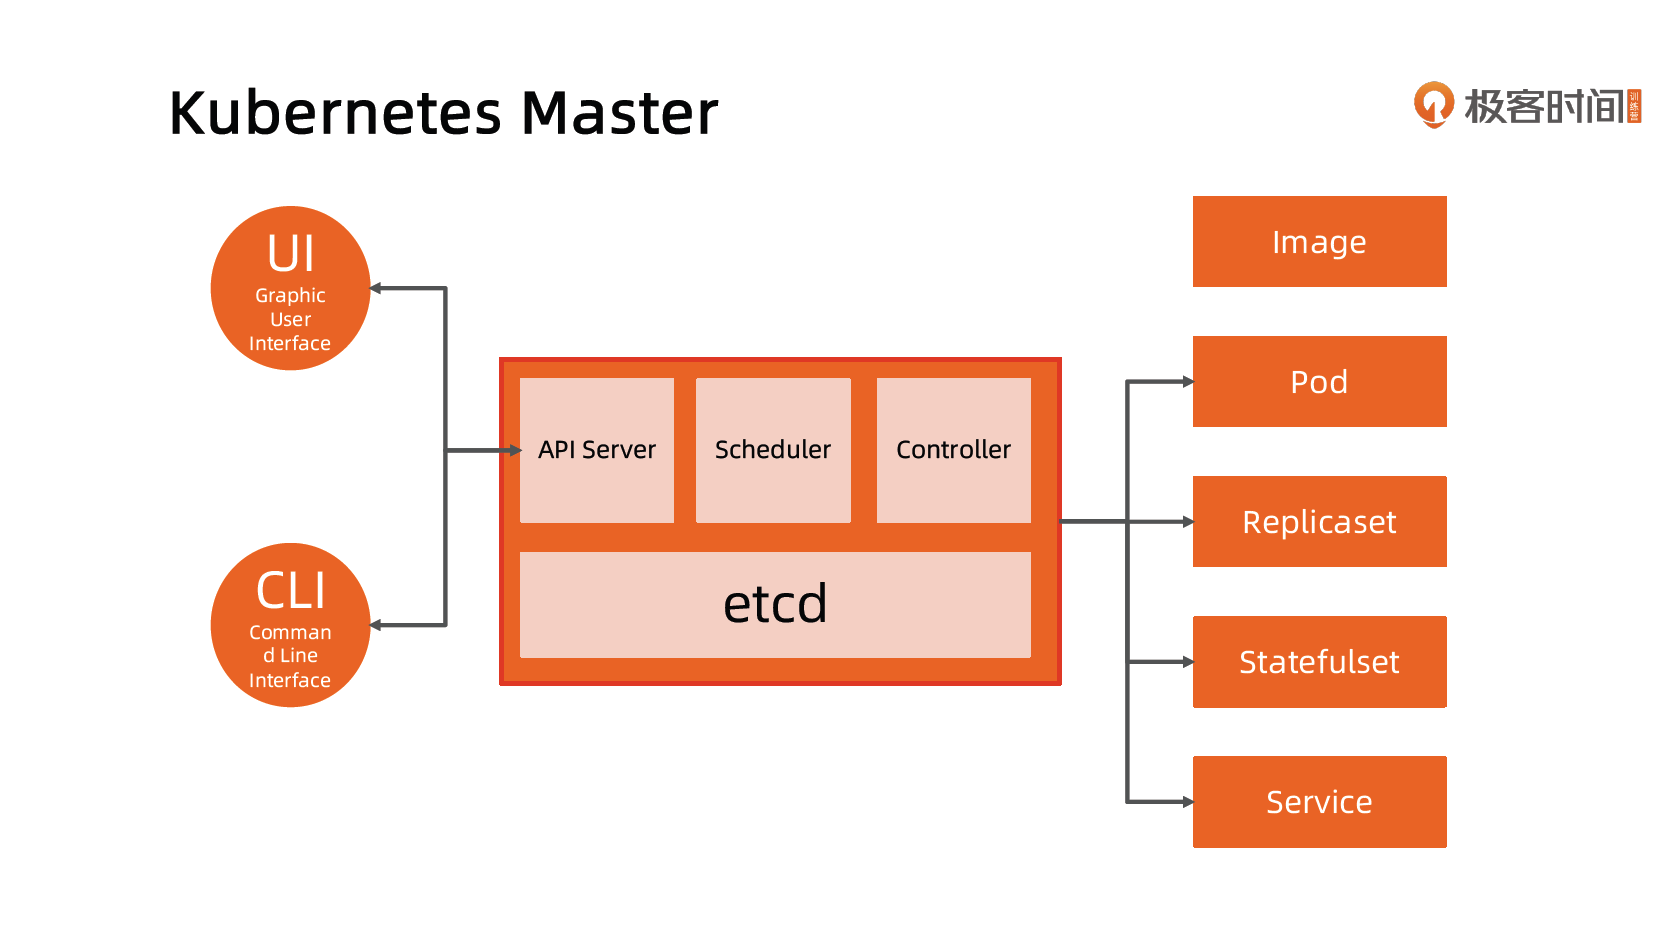 Kubernetes Master
极客时间
训练营
UI
Graphic
User
Interface
CLI
Comman
d Line
Interface
API Server
Scheduler
Controller
etcd
Image
Pod
Replicaset
Statefulset
Service